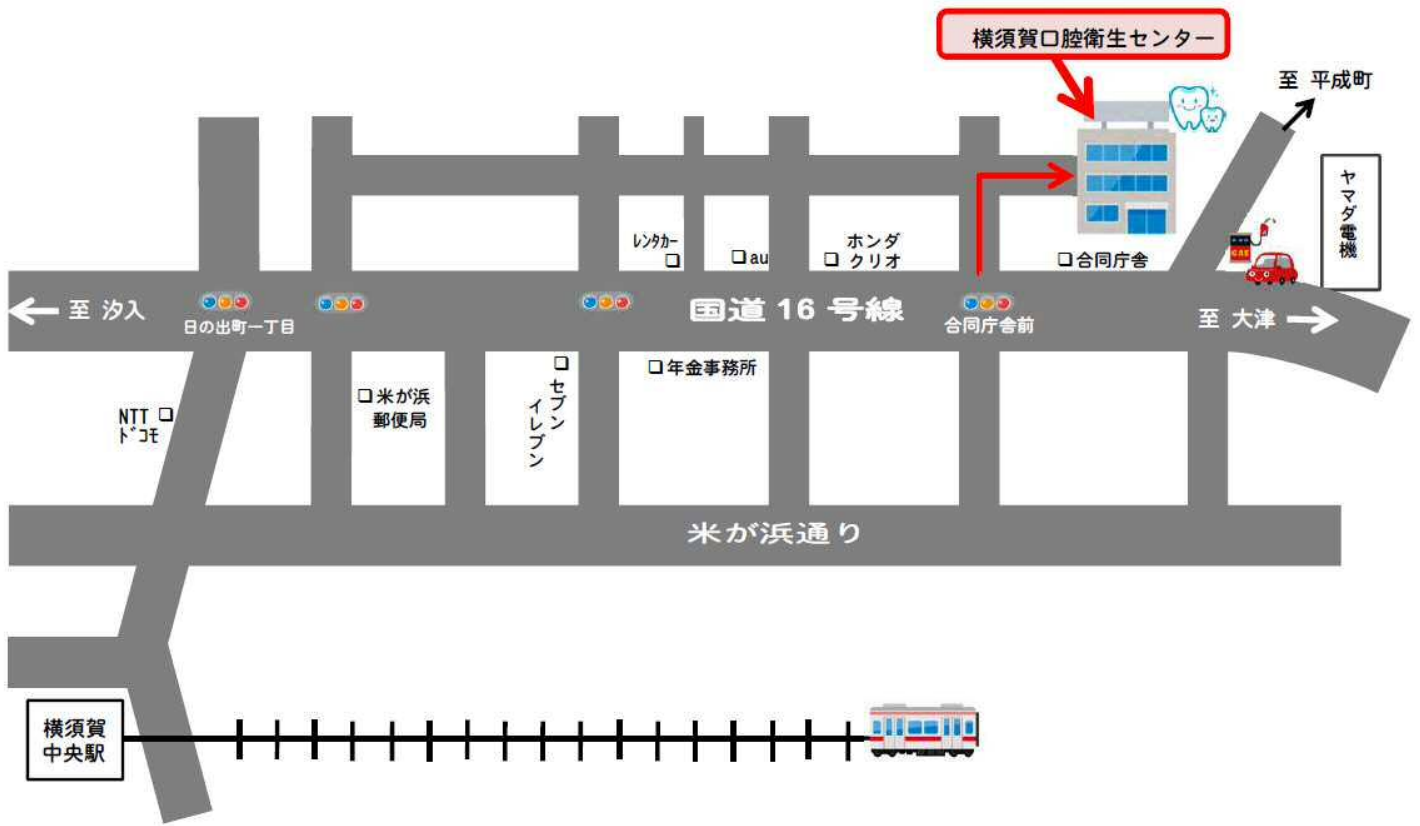 横須賀口腔衛生センター
至 平成町
ヤマダ電機
レンタカー
au
ホンダ
クリオ
合同庁舎
GAS
至 汐入
日の出町一丁目
国道 16 号線
合同庁舎前
至 大津
NTT
ドコモ
米が浜
郵便局
セブン
イレブン
年金事務所
米が浜通り
横須賀
中央駅